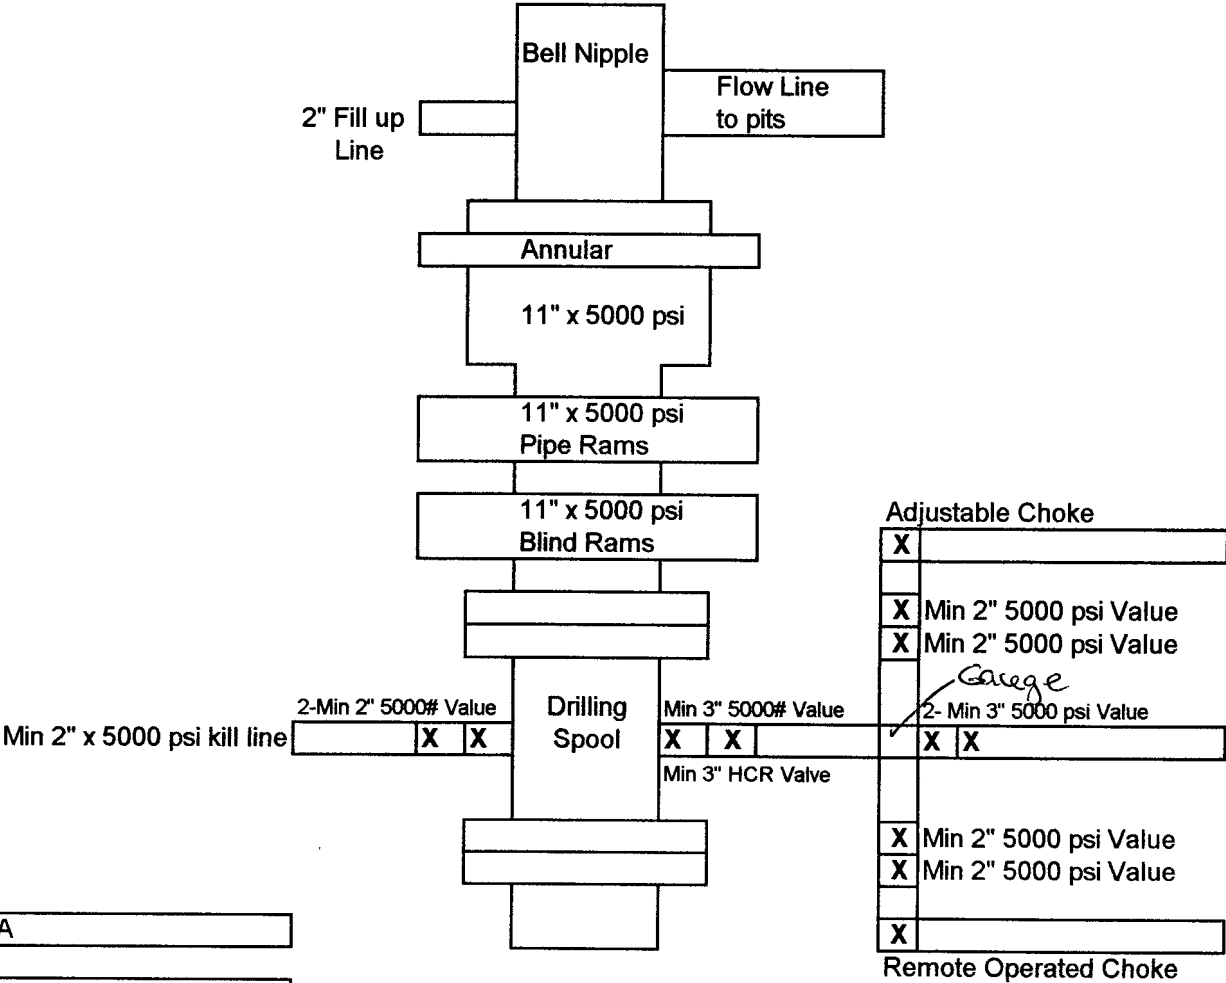 Bell Nipple
Flow Line
to pits
2" Fill up
Line
Annular
11" x 5000 psi
11" x 5000 psi
Pipe Rams
11" x 5000 psi
Blind Rams
Adjustable Choke
X
X Min 2" 5000 psi Value
X Min 2" 5000 psi Value
Gauge
2-Min 2" 5000# Value
Drilling
Spool
Min 3" 5000# Value
2- Min 3" 5000 psi Value
Min 2" x 5000 psi kill line
X X
X X
X X
Min 3" HCR Valve
X Min 2" 5000 psi Value
X Min 2" 5000 psi Value
A
X
Remote Operated Choke